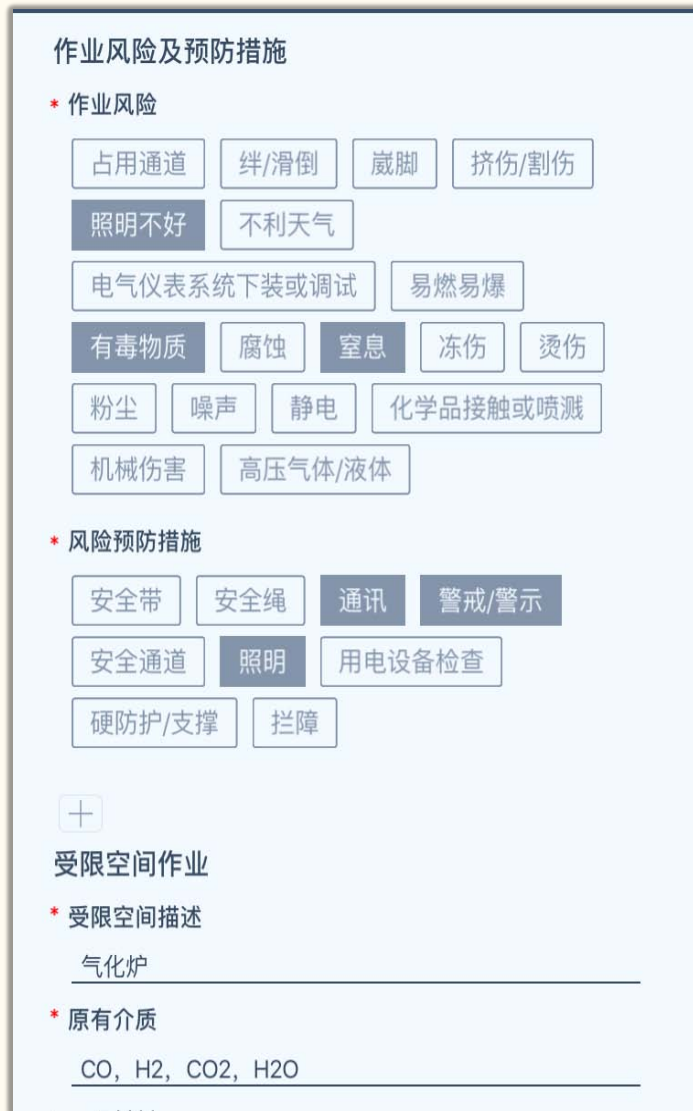 作业风险及预防措施
* 作业风险
占用通道 绊/滑倒 崴脚 挤伤/割伤
照明不好 不利天气
电气仪表系统下装或调试 易燃易爆
有毒物质 腐蚀 窒息 冻伤 烫伤
粉尘 噪声 静电 化学品接触或喷溅
机械伤害 高压气体/液体
* 风险预防措施
安全带 安全绳 通讯 警戒/警示
安全通道 照明 用电设备检查
硬防护/支撑 拦障
受限空间作业
* 受限空间描述
气化炉
* 原有介质
CO，H2，CO2，H2O